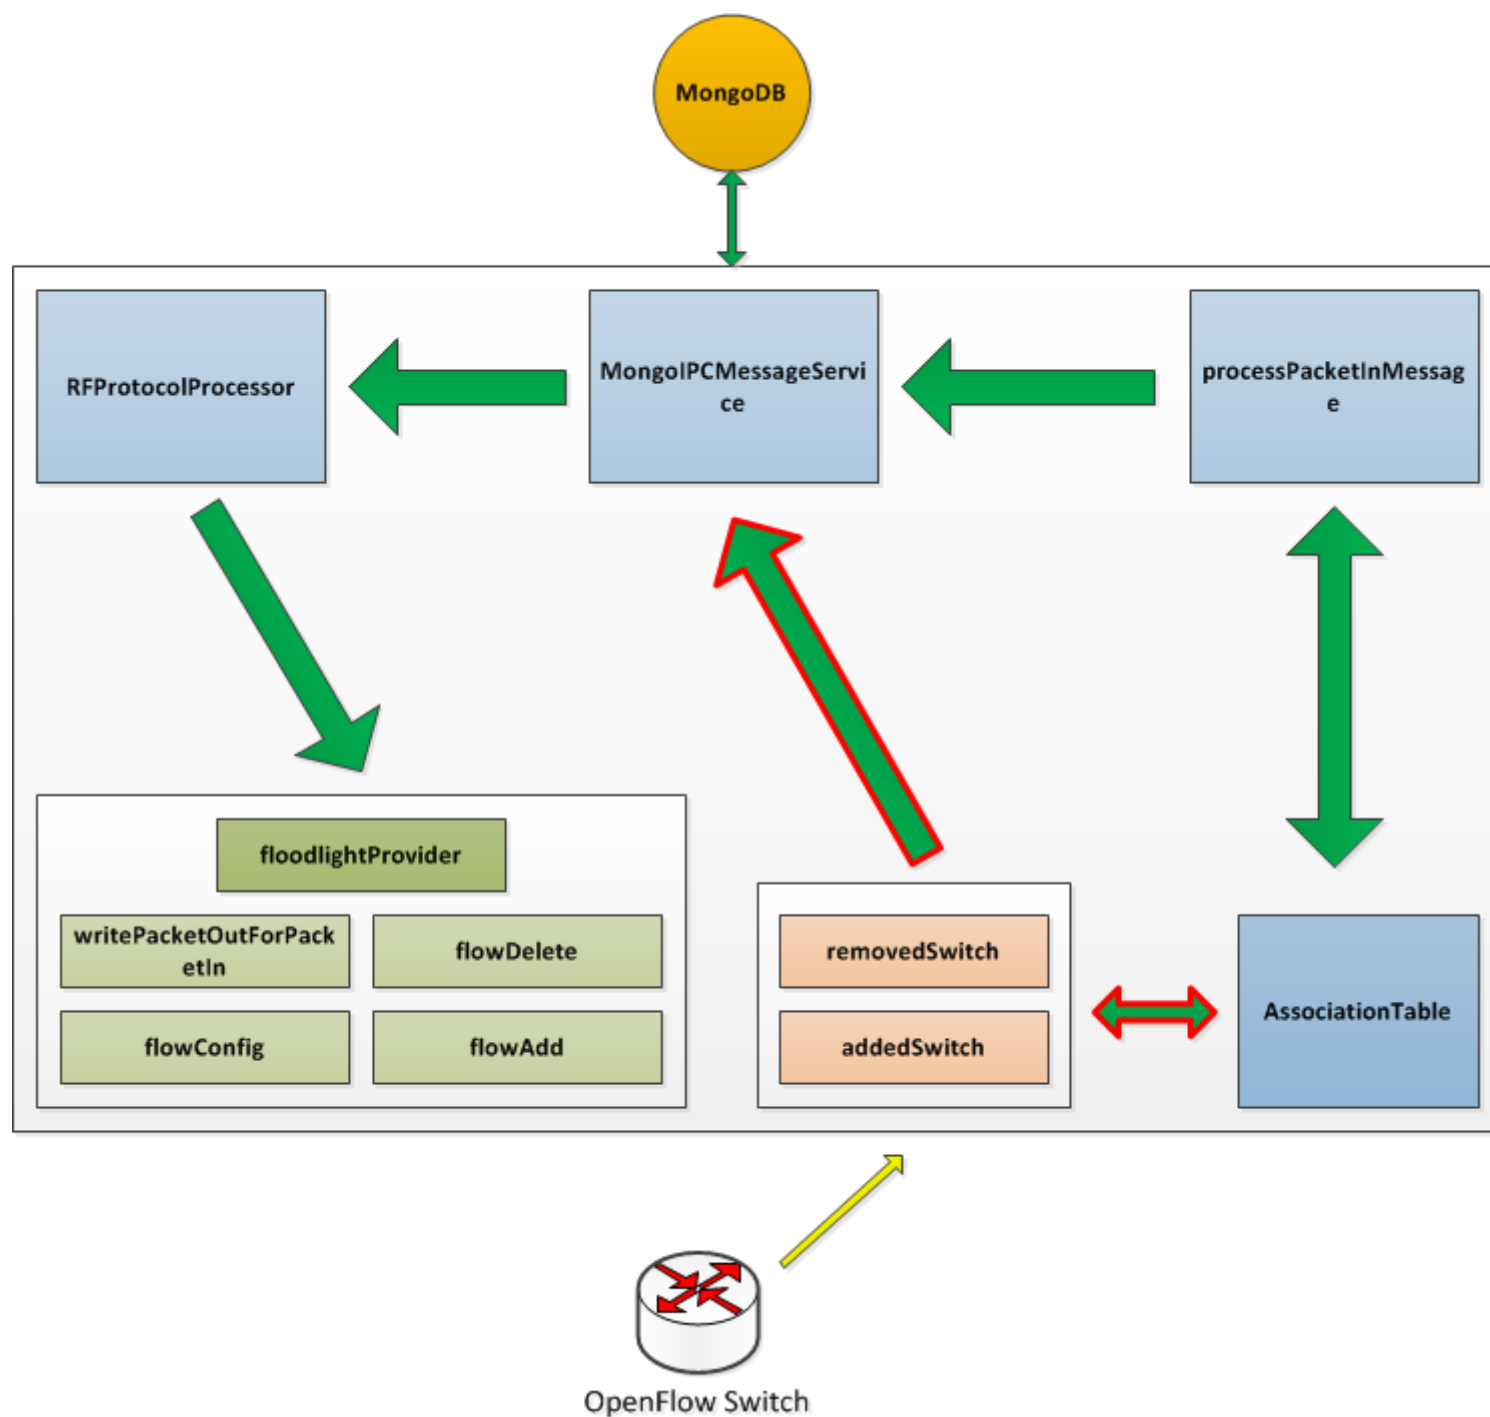 MongoDB
RFProtocolProcessor
MongoIPCMessageServi
ce
processPacketInMessag
e
floodlightProvider
writePacketOutForPack
etIn
flowDelete
flowConfig
flowAdd
removedSwitch
addedSwitch
AssociationTable
OpenFlow Switch